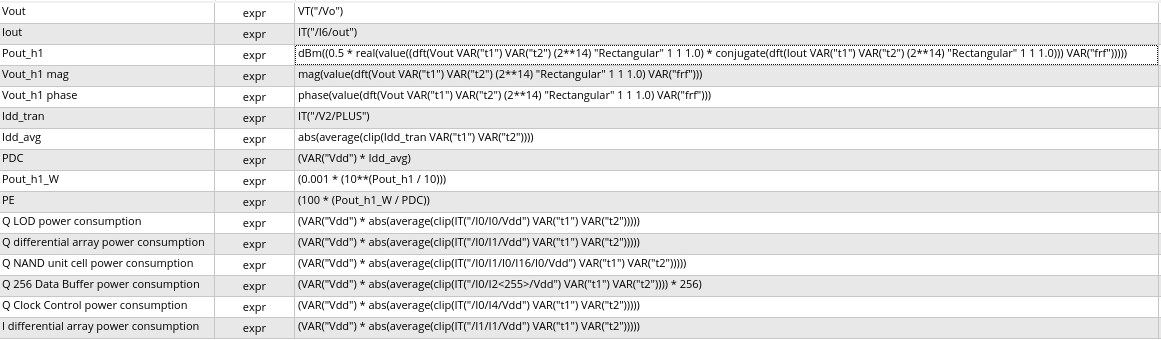 Vout expr VT("/Vo")
Iout expr IT("/I6/out")
Pout_h1 expr dBm((0.5 * real(value((dft(Vout VAR("t1") VAR("t2") (2**14) "Rectangular" 1 1 1.0) * conjugate(dft(Iout VAR("t1") VAR("t2") (2**14) "Rectangular" 1 1 1.0))) VAR("frf")))))
Vout_h1 mag expr mag(value(dft(Vout VAR("t1") VAR("t2") (2**14) "Rectangular" 1 1 1.0) VAR("frf")))
Vout_h1 phase expr phase(value(dft(Vout VAR("t1") VAR("t2") (2**14) "Rectangular" 1 1 1.0) VAR("frf")))
Idd_tran expr IT("/V2/PLUS")
Idd_avg expr abs(average(clip(Idd_tran VAR("t1") VAR("t2"))))
PDC expr (VAR("Vdd") * Idd_avg)
Pout_h1_W expr (0.001 * (10**(Pout_h1 / 10)))
PE expr (100 * (Pout_h1_W / PDC))
Q LOD power consumption expr (VAR("Vdd") * abs(average(clip(IT("/I0/I0/Vdd") VAR("t1") VAR("t2")))))
Q differential array power consumption expr (VAR("Vdd") * abs(average(clip(IT("/I0/I1/Vdd") VAR("t1") VAR("t2")))))
Q NAND unit cell power consumption expr (VAR("Vdd") * abs(average(clip(IT("/I0/I1/I0/I16/I0/Vdd") VAR("t1") VAR("t2")))))
Q 256 Data Buffer power consumption expr (VAR("Vdd") * abs(average(clip(IT("/I0/I2<255>/Vdd") VAR("t1") VAR("t2")))) * 256)
Q Clock Control power consumption expr (VAR("Vdd") * abs(average(clip(IT("/I0/I4/Vdd") VAR("t1") VAR("t2")))))
I differential array power consumption expr (VAR("Vdd") * abs(average(clip(IT("/I1/I1/Vdd") VAR("t1") VAR("t2")))))